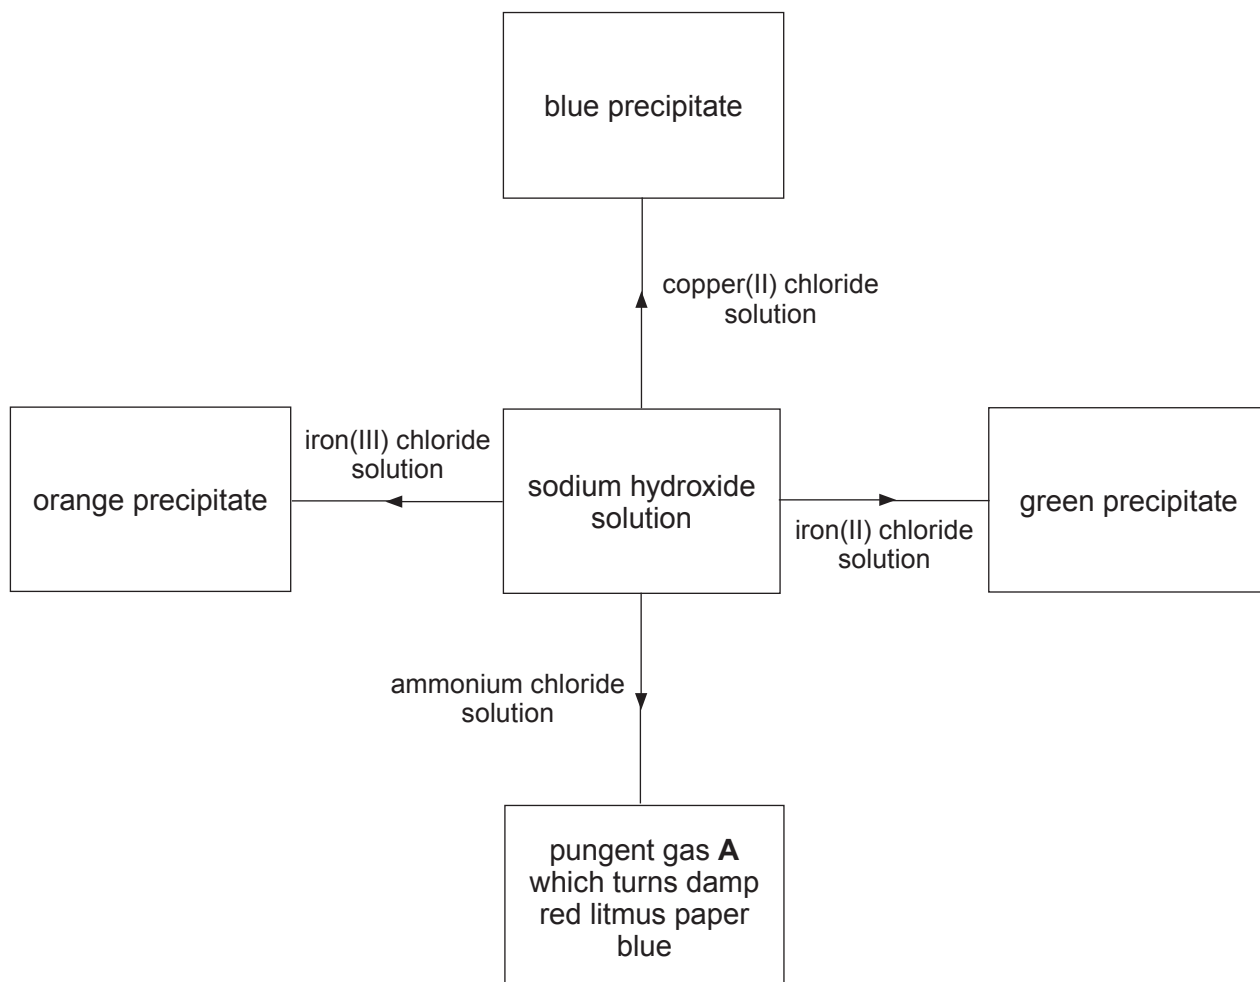 blue precipitate
copper(II) chloride
solution
iron(III) chloride
solution
orange precipitate
sodium hydroxide
solution
green precipitate
iron(II) chloride
solution
ammonium chloride
solution
pungent gas A
which turns damp
red litmus paper
blue